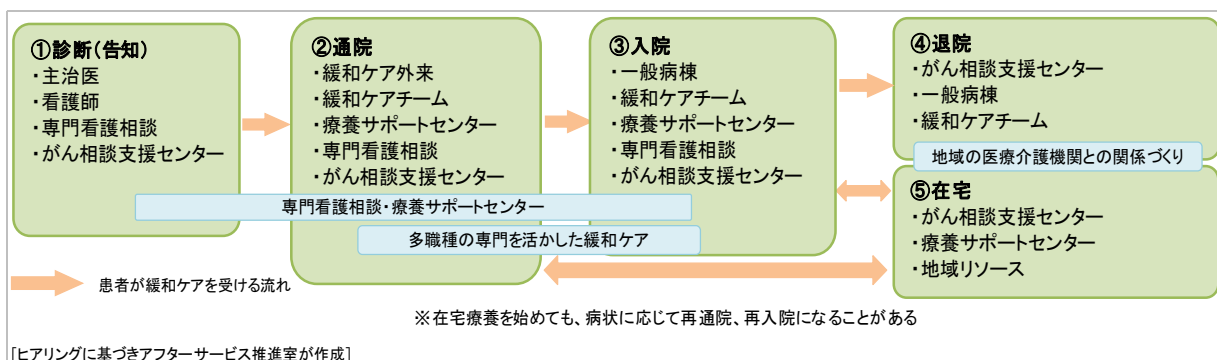 ①診断(告知)
・主治医
・看護師
・専門看護相談
・がん相談支援センター
②通院
・緩和ケア外来
・緩和ケアチーム
・療養サポートセンター
・専門看護相談
・がん相談支援センター
③入院
・一般病棟
・緩和ケアチーム
・療養サポートセンター
・専門看護相談
・がん相談支援センター
④退院
・がん相談支援センター
・一般病棟
・緩和ケアチーム
地域の医療介護機関との関係づくり
⑤在宅
・がん相談支援センター
・療養サポートセンター
・地域リソース
専門看護相談・療養サポートセンター
多職種の専門を活かした緩和ケア
患者が緩和ケアを受ける流れ
※在宅療養を始めても、病状に応じて再通院、再入院になることがある
[ヒアリングに基づきアフターサービス推進室が作成]